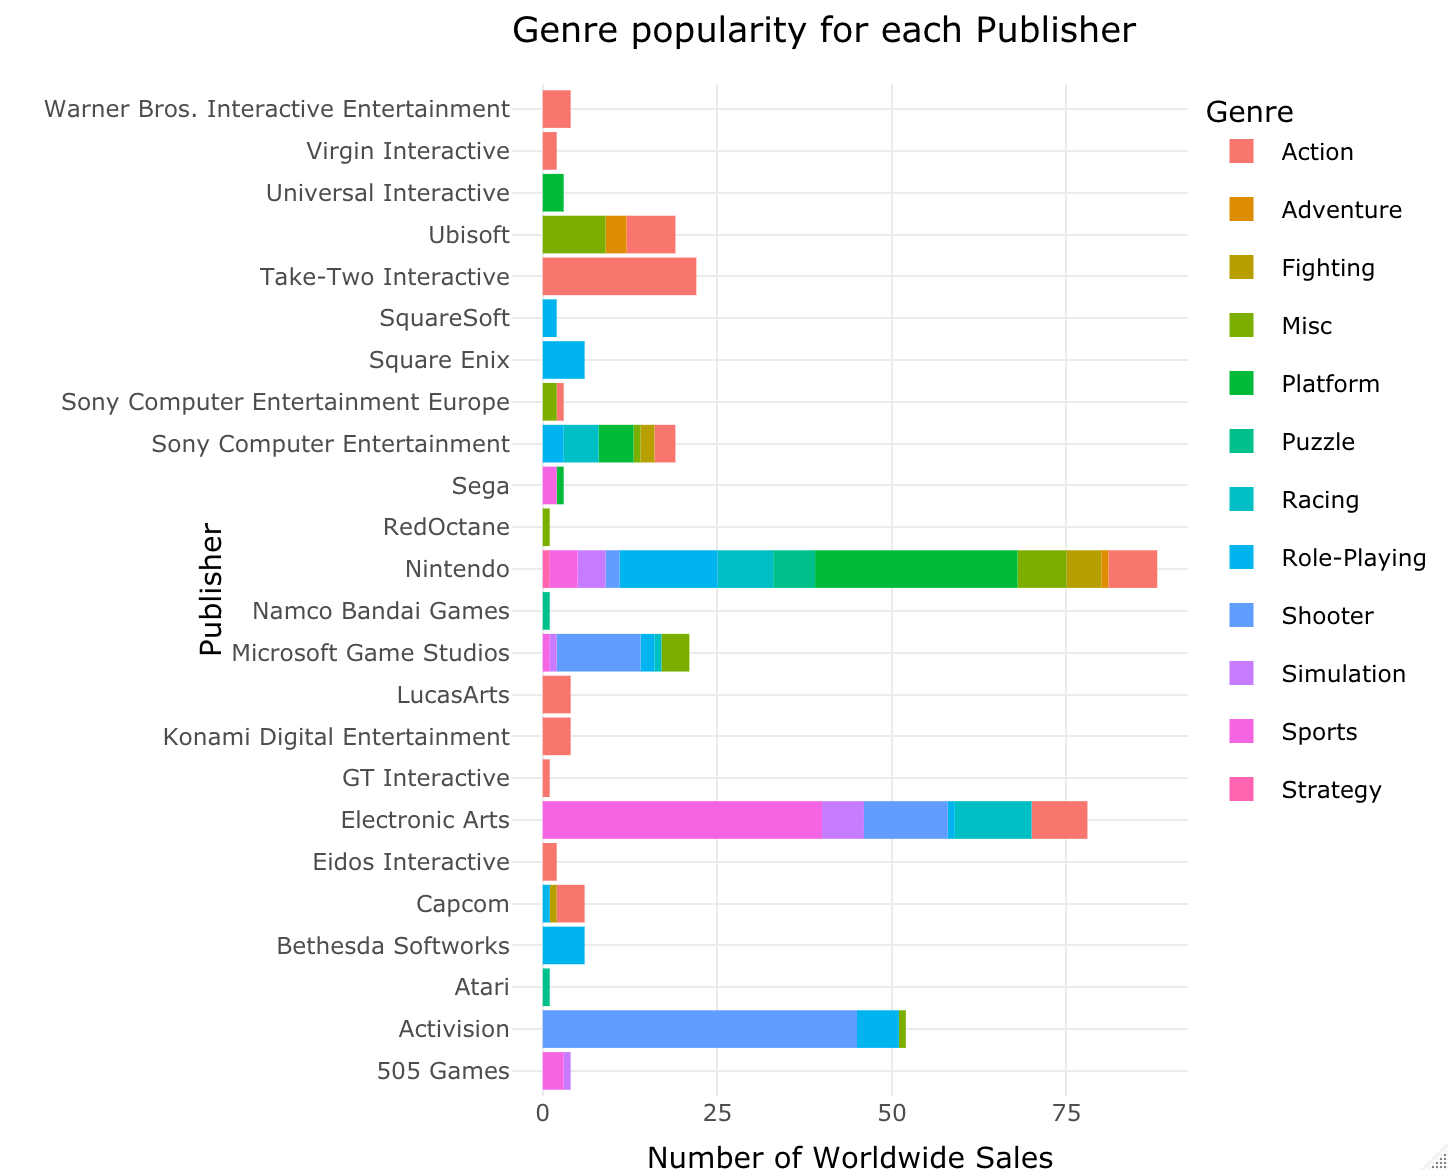 Genre popularity for each Publisher
Warner Bros. Interactive Entertainment
Virgin Interactive
Universal Interactive
Ubisoft
Take-Two Interactive
SquareSoft
Square Enix
Sony Computer Entertainment Europe
Sony Computer Entertainment
Sega
RedOctane
Nintendo
Namco Bandai Games
Microsoft Game Studios
LucasArts
Konami Digital Entertainment
GT Interactive
Electronic Arts
Eidos Interactive
Capcom
Bethesda Softworks
Atari
Activision
505 Games
Publisher
0 25 50 75
Number of Worldwide Sales
Genre
Action
Adventure
Fighting
Misc
Platform
Puzzle
Racing
Role-Playing
Shooter
Simulation
Sports
Strategy